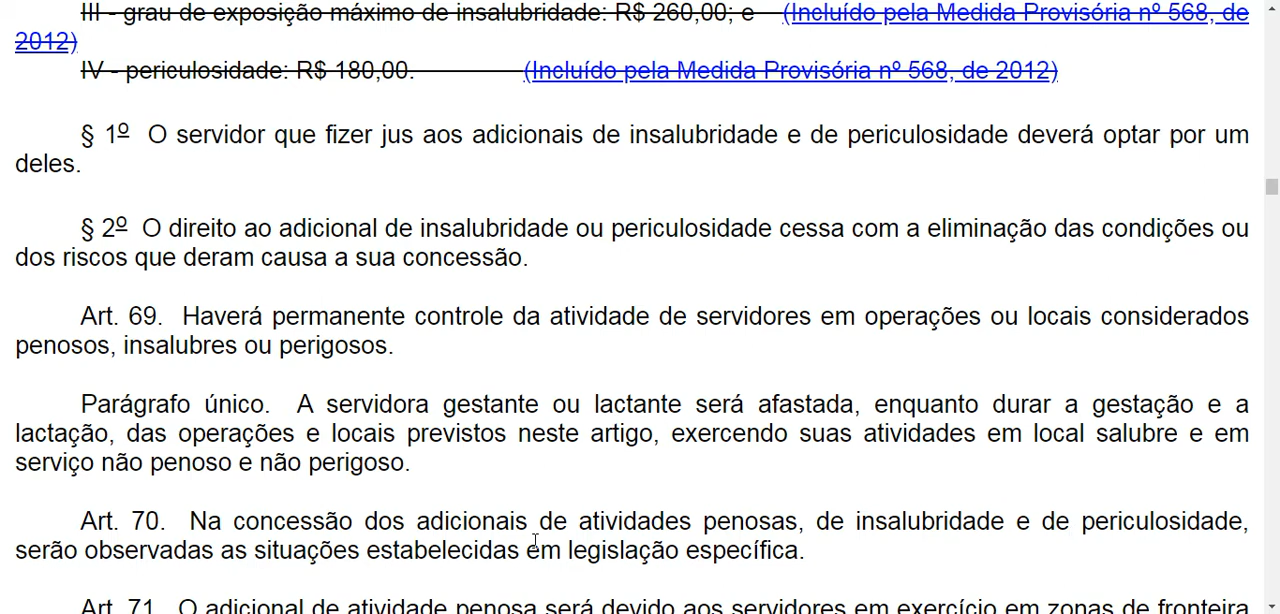 III - grau de exposição máximo de insalubridade: R$ 260,00; e (Incluído pela Medida Provisória nº 568, de
2012)
IV - periculosidade: R$ 180,00. (Incluído pela Medida Provisória nº 568, de 2012)
§ 1º O servidor que fizer jus aos adicionais de insalubridade e de periculosidade deverá optar por um
deles.
§ 2º O direito ao adicional de insalubridade ou periculosidade cessa com a eliminação das condições ou
dos riscos que deram causa a sua concessão.
Art. 69. Haverá permanente controle da atividade de servidores em operações ou locais considerados
penosos, insalubres ou perigosos.
Parágrafo único. A servidora gestante ou lactante será afastada, enquanto durar a gestação e a
lactação, das operações e locais previstos neste artigo, exercendo suas atividades em local salubre e em
serviço não penoso e não perigoso.
Art. 70. Na concessão dos adicionais de atividades penosas, de insalubridade e de periculosidade,
serão observadas as situações estabelecidas em legislação específica.
Art. 71. O adicional de atividade penosa será devido aos servidores em exercício em zonas de fronteira